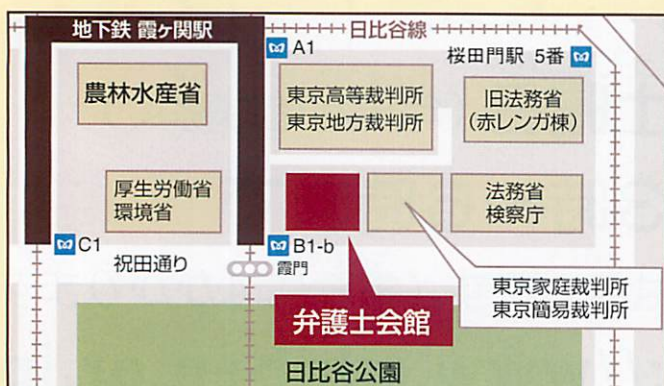 地下鉄 霞ヶ関駅
日比谷線
A1
桜田門駅 5番
農林水産省
東京高等裁判所
東京地方裁判所
旧法務省
(赤レンガ棟)
厚生労働省
環境省
法務省
検察庁
C1
B1-b
祝田通り
霞門
東京家庭裁判所
東京簡易裁判所
弁護士会館
日比谷公園